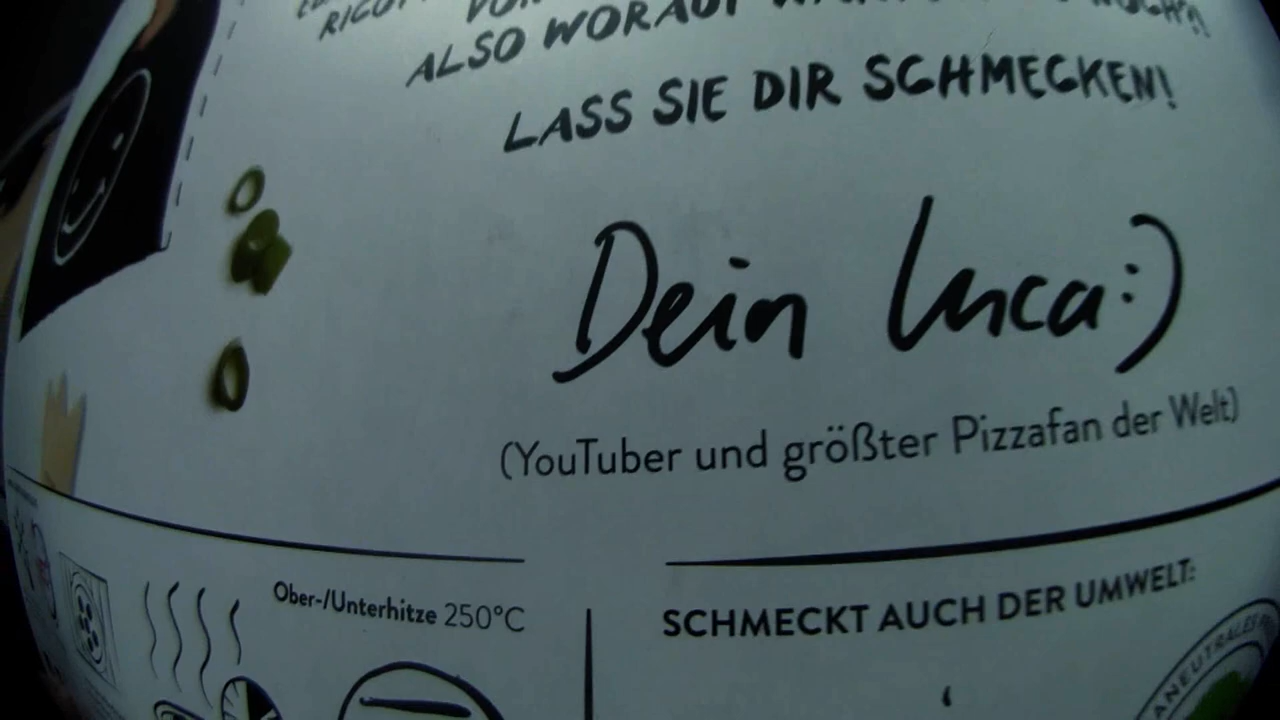 ALSO WORAUF
LASS SIE DIR SCHMECKEN!
Dein Luca:)
(YouTuber und größter Pizzafan der Welt)
Ober-/Unterhitze 250°C
SCHMECKT AUCH DER UMWELT: